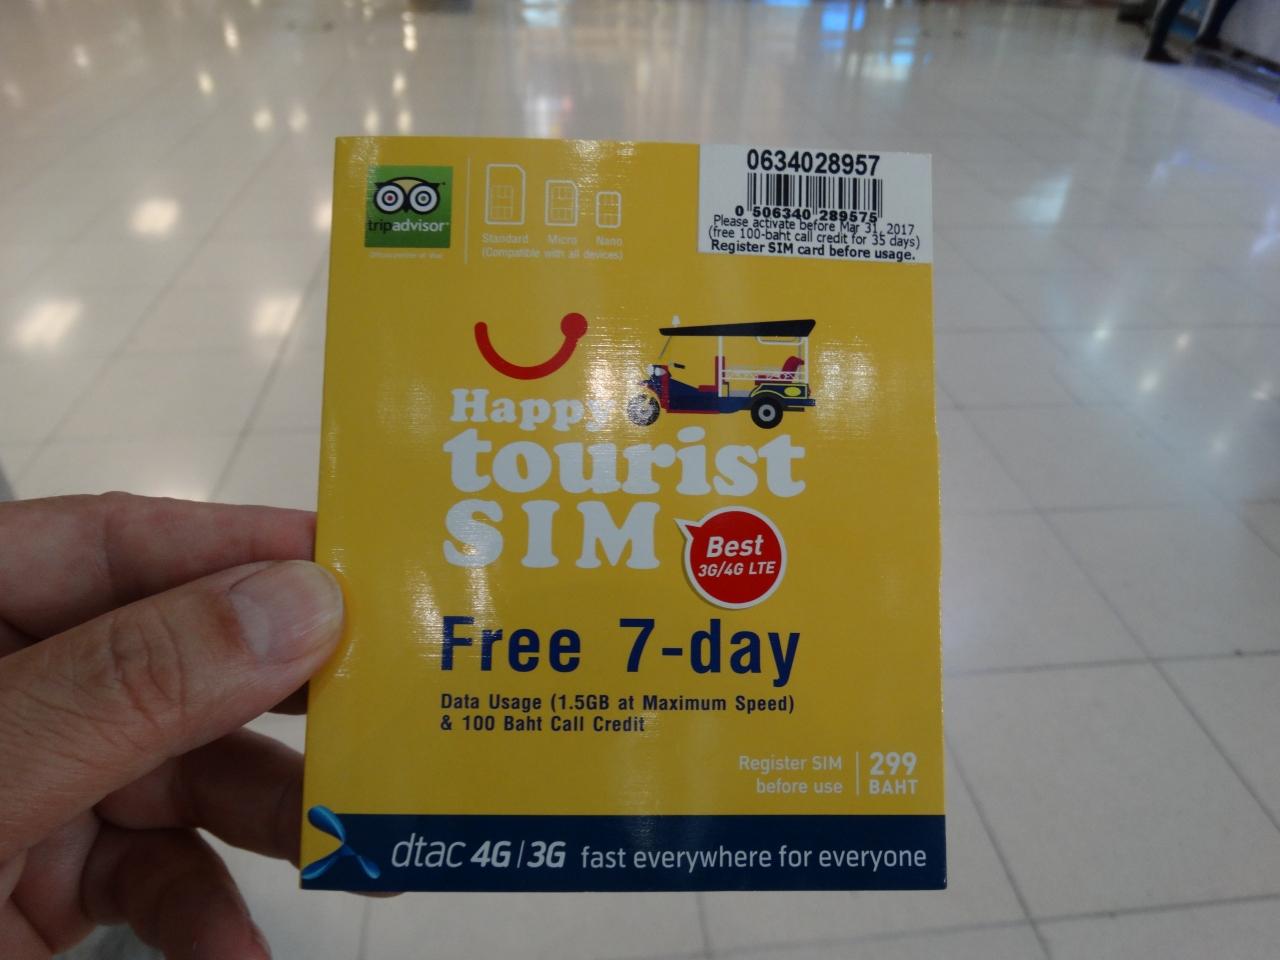 tripadvisor
Standard Micro Nano
(Compatible with all devices)
0634028957
0 506340 289575
Please activate before Mar 31, 2017
(free 100-baht call credit for 35 days)
Register SIM card before usage.
Happy
tourist
SIM
Best
3G/4G LTE
Free 7-day
Data Usage (1.5GB at Maximum Speed)
& 100 Baht Call Credit
Register SIM
before use
299
BAHT
dtac 4G|3G fast everywhere for everyone